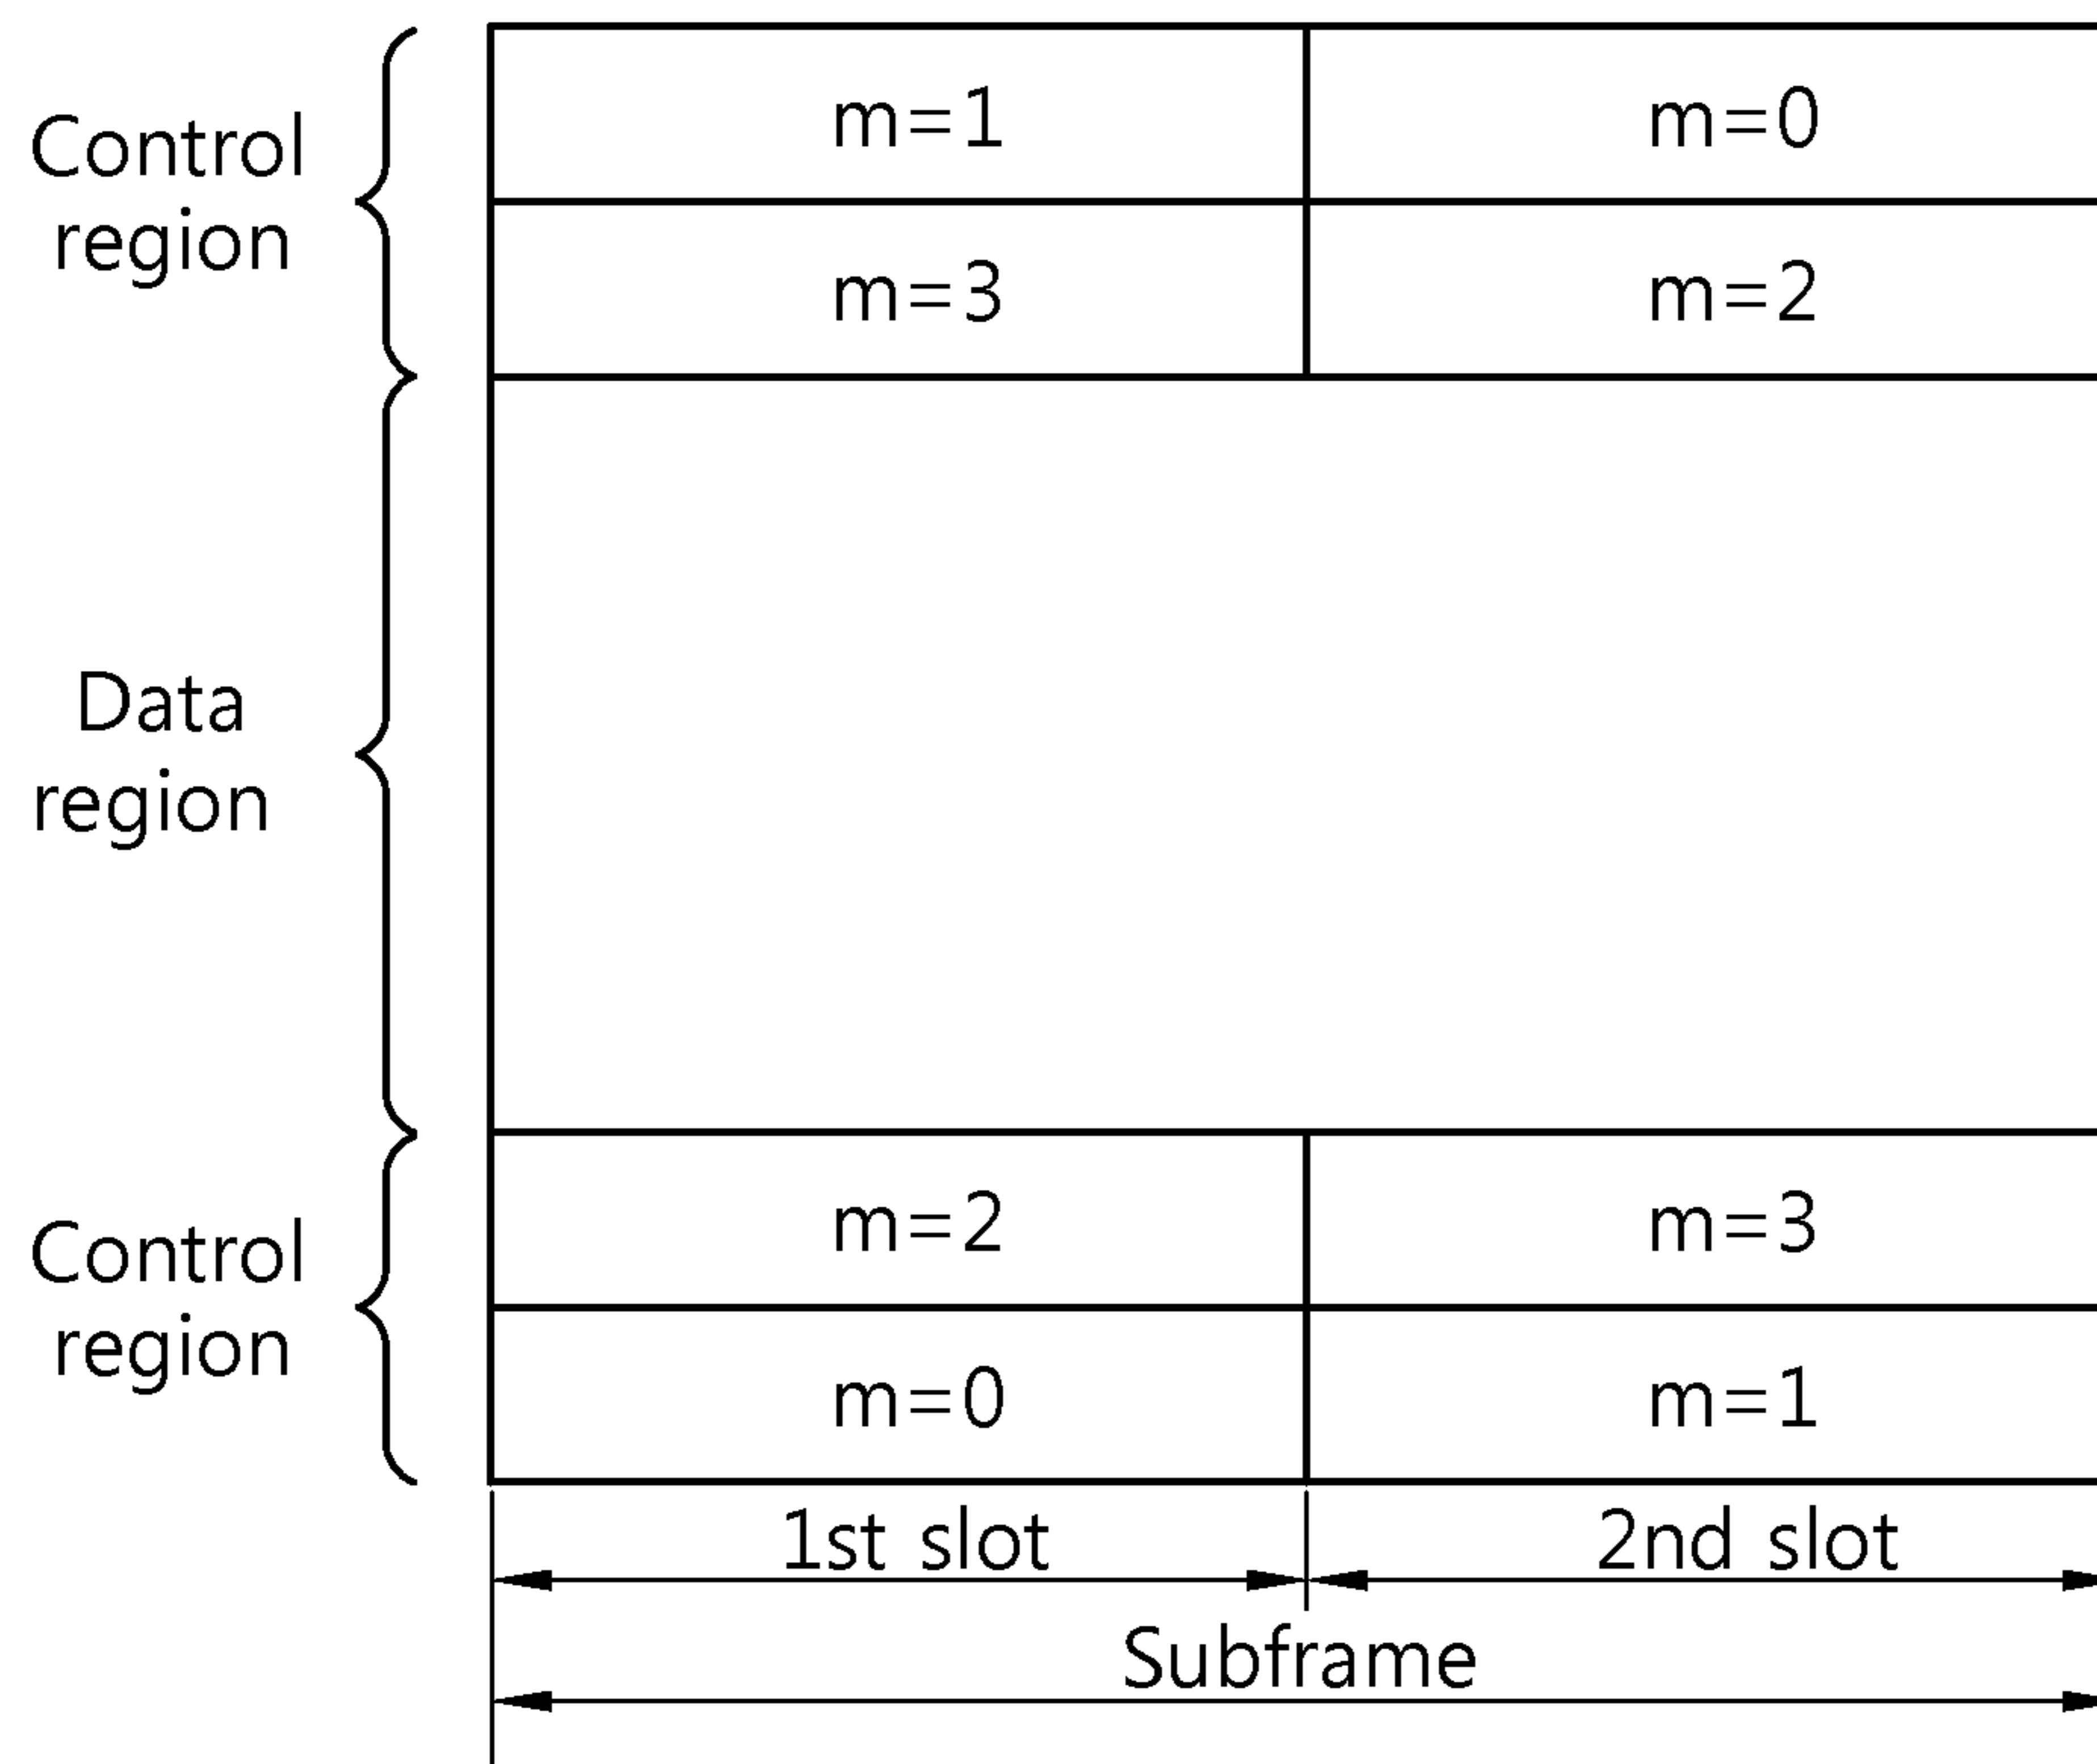 Control
region
m=1
m=0
m=3
m=2
Data
region
Control
region
m=2
m=3
m=0
m=1
1st slot
2nd slot
Subframe